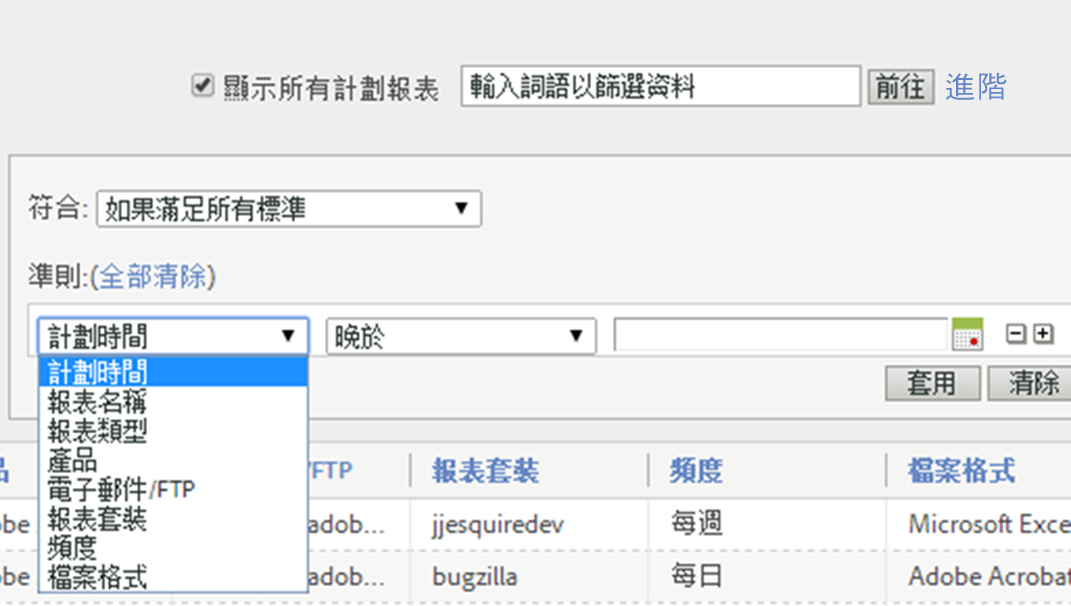 顯示所有計劃報表 輸入詞語以篩選資料 前往 進階
符合: 如果滿足所有標準
準則:(全部清除)
計劃時間 晚於
套用 清除
計劃時間
報表名稱
報表類型
產品
電子郵件/FTP
報表套裝
頻度
檔案格式
品 /FTP 報表套裝 頻度 檔案格式
adob... jjesquiredev 每週 Microsoft Exce
adob... bugzilla 每日 Adobe Acrobat